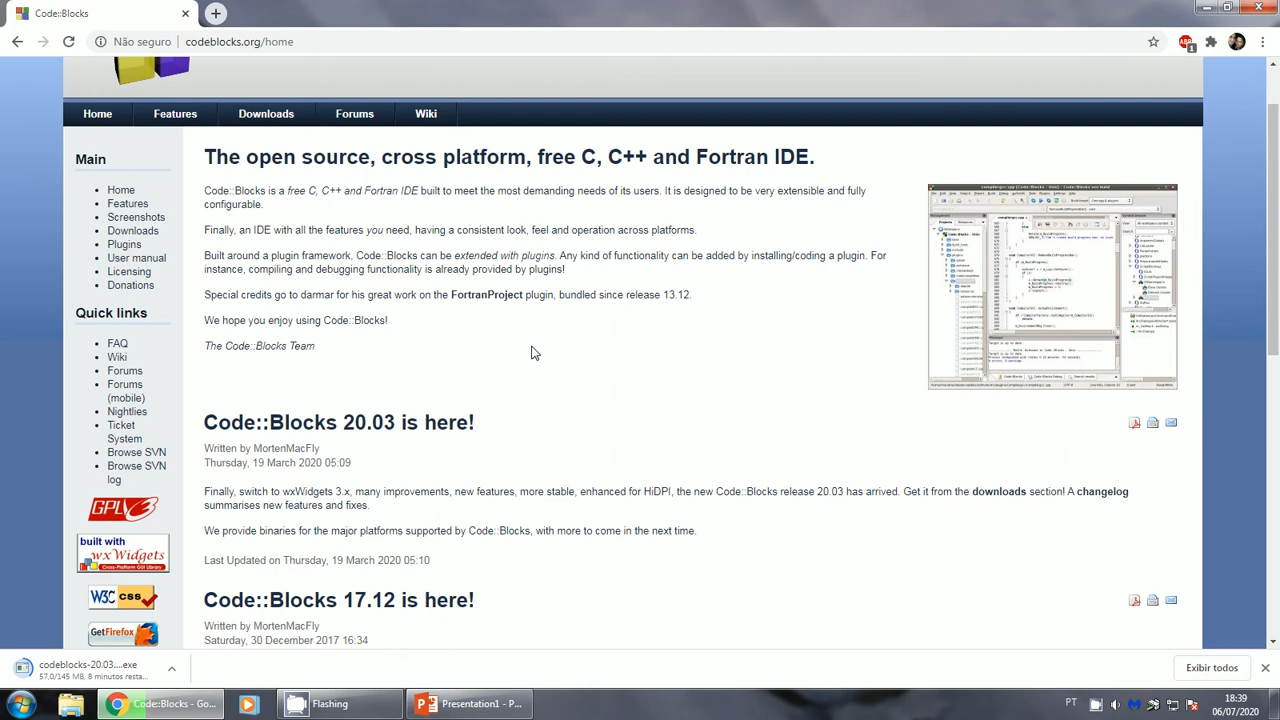 Code::Blocks
Não seguro
codeblocks.org/home
Home
Features
Downloads
Forums
Wiki
Main
Home
Features
Screenshots
Downloads
Plugins
User manual
Licensing
Donations
Quick links
FAQ
Wiki
Forums
Forums
(mobile)
Nightlies
Ticket
System
Browse SVN
Browse SVN
log
GPLV3
built with
wxWidgets
Cross-Platform GUI Library
W3C css
GetFirefox
The open source, cross platform, free C, C++ and Fortran IDE.
Code::Blocks is a free C, C++ and Fortran IDE built to meet the most demanding needs of its users. It is designed to be very extensible and fully
configurable.
Finally, an IDE with all the features you need, having a consistent look, feel and operation across platforms.
Built around a plugin framework, Code::Blocks can be extended with plugins. Any kind of functionality can be added by installing/coding a plugin. For
instance, compiling and debugging functionality is already provided by plugins!
Special credits go to darmar for his great work on the FortranProject plugin, bundled since release 13.12.
We hope you enjoy using Code::Blocks!
The Code::Blocks Team
Code::Blocks 20.03 is here!
Written by MortenMacFly
Thursday, 19 March 2020 05:09
Finally, switch to wxWidgets 3.x, many improvements, new features, more stable, enhanced for HiDPI, the new Code::Blocks release 20.03 has arrived. Get it from the downloads section! A changelog
summarises new features and fixes.
We provide binaries for the major platforms supported by Code::Blocks, with more to come in the next time.
Last Updated on Thursday, 19 March 2020 05:10
Code::Blocks 17.12 is here!
Written by MortenMacFly
Saturday, 30 December 2017 16:34
codeblocks-20.03....exe
57,0/145 MB, 8 minutos resta...
Exibir todos
Code::Blocks - Go...
Flashing
Presentation1 - P...
PT
18:39
06/07/2020